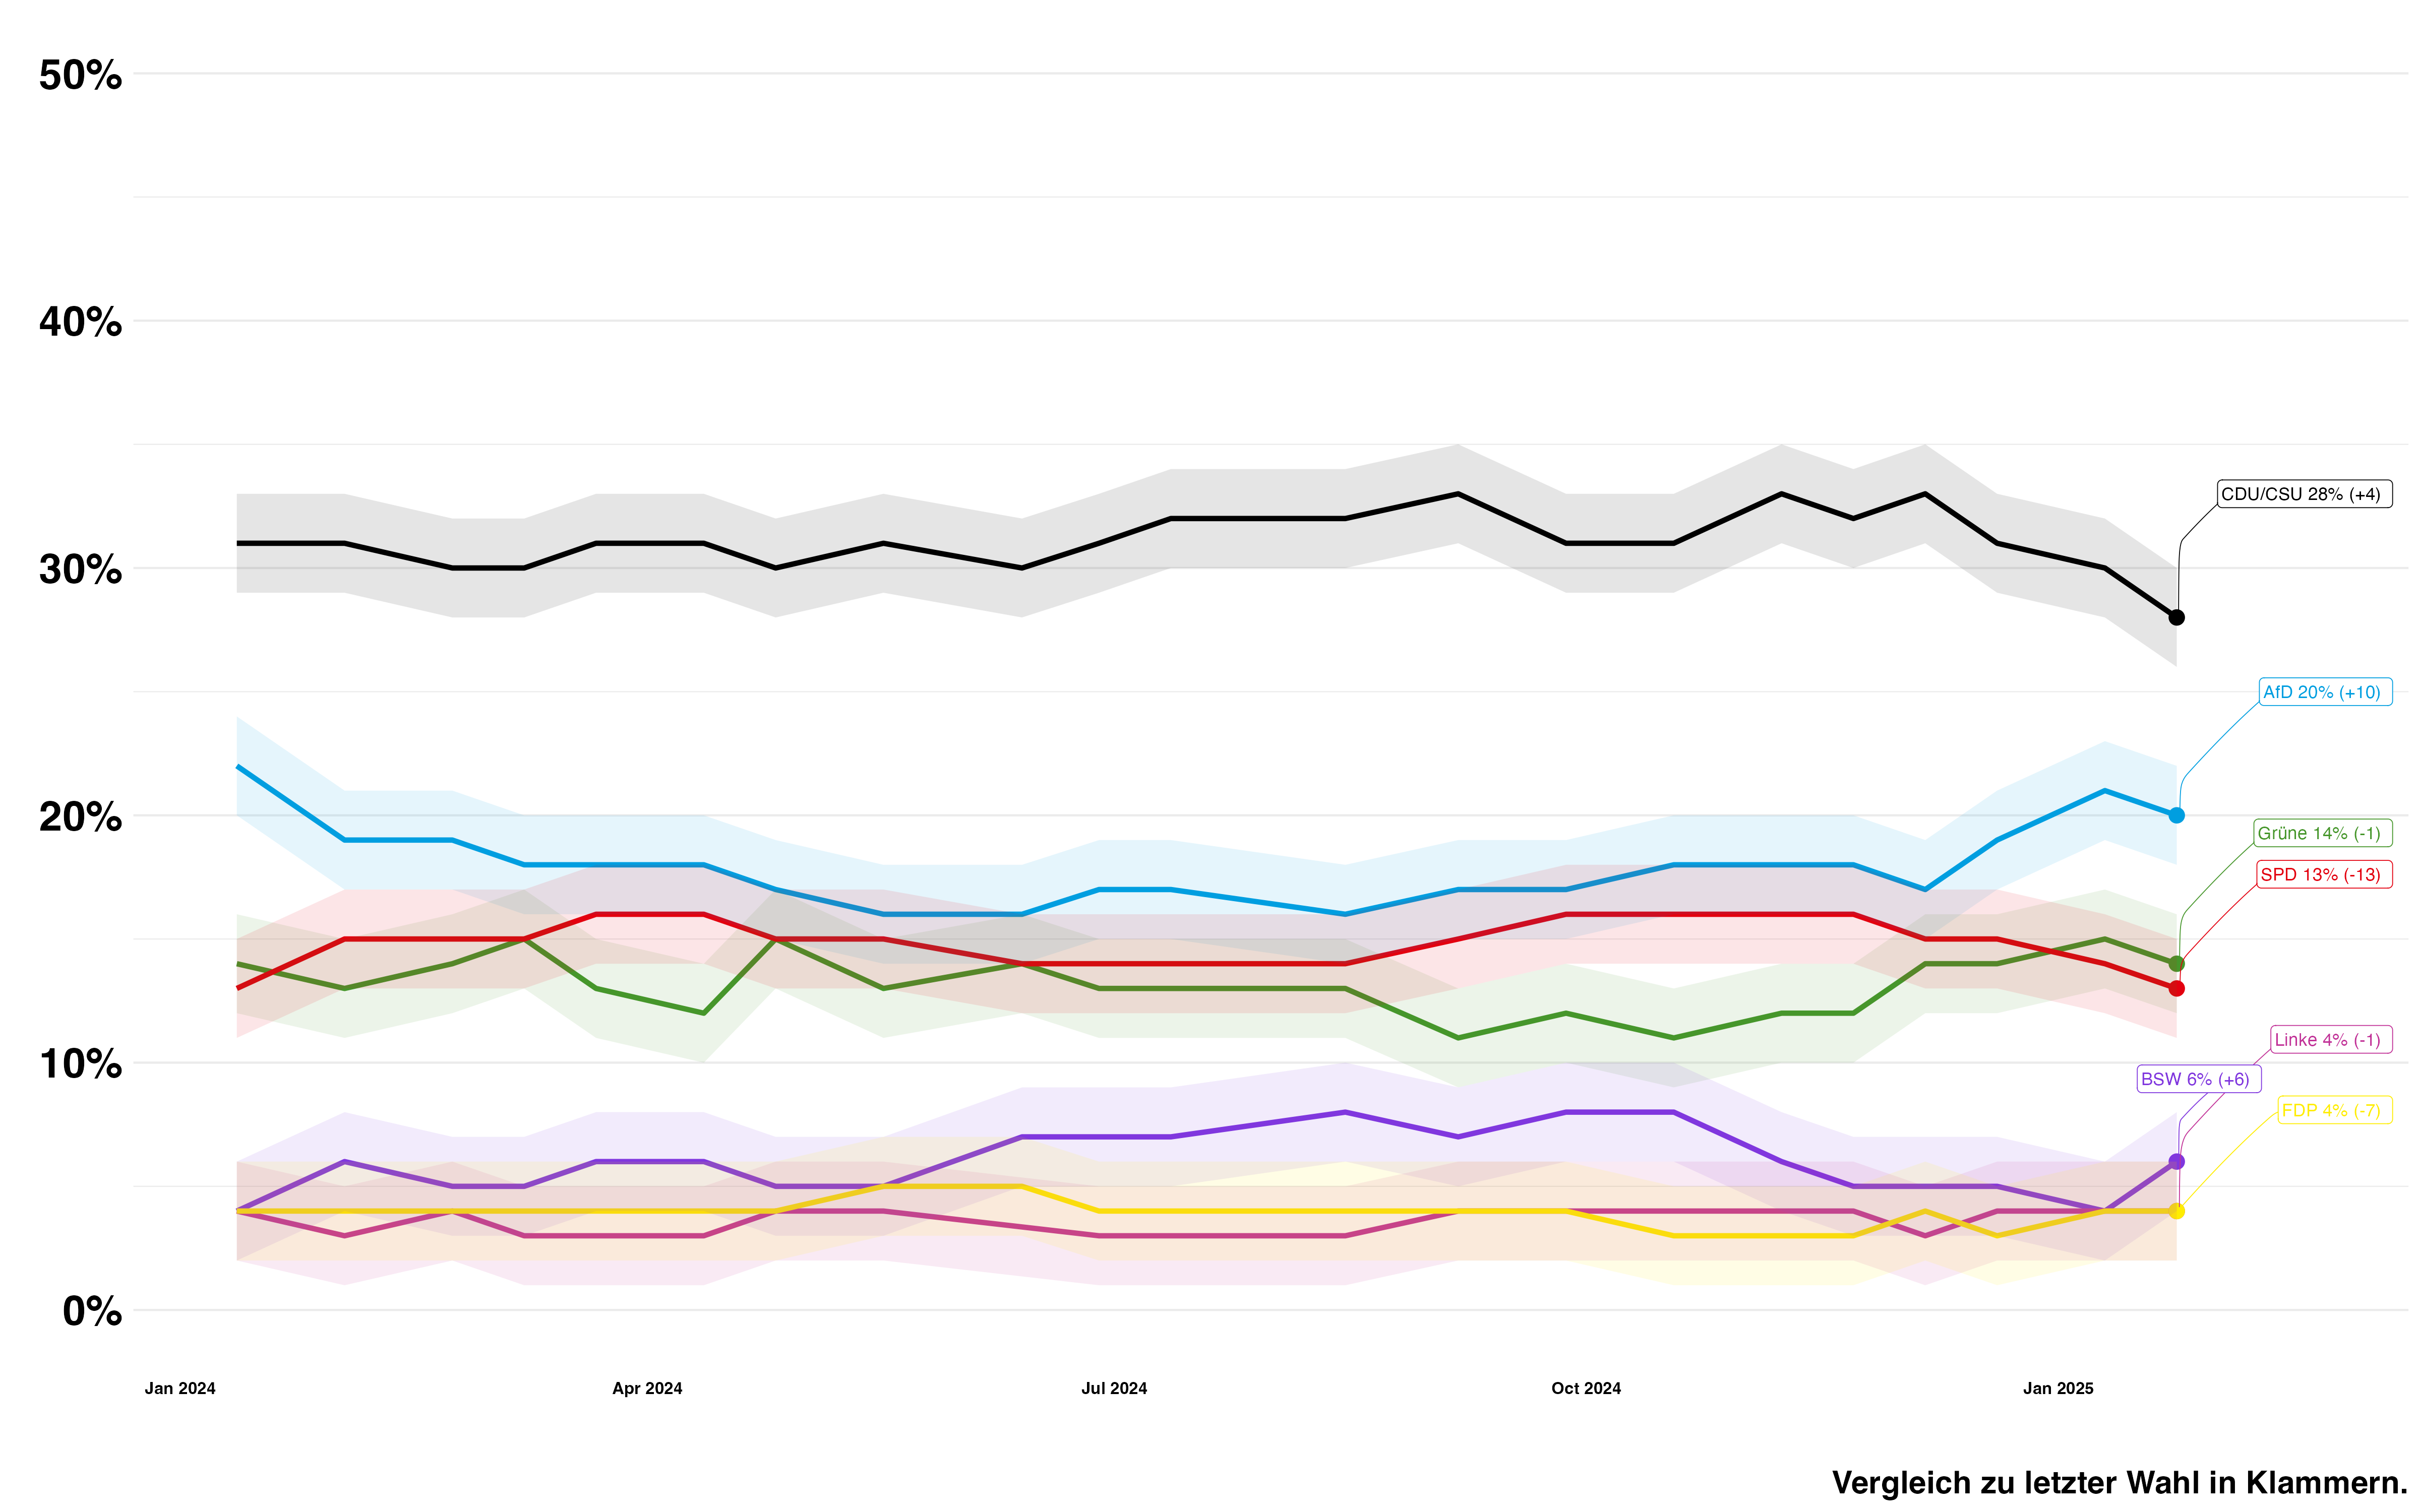 50%
40%
30%
20%
10%
0%
CDU/CSU 28% (+4)
AfD 20% (+10)
Grüne 14% (-1)
SPD 13% (-13)
Linke 4% (-1)
BSW 6% (+6)
FDP 4% (-7)
Jan 2024
Apr 2024
Jul 2024
Oct 2024
Jan 2025
Vergleich zu letzter Wahl in Klammern.